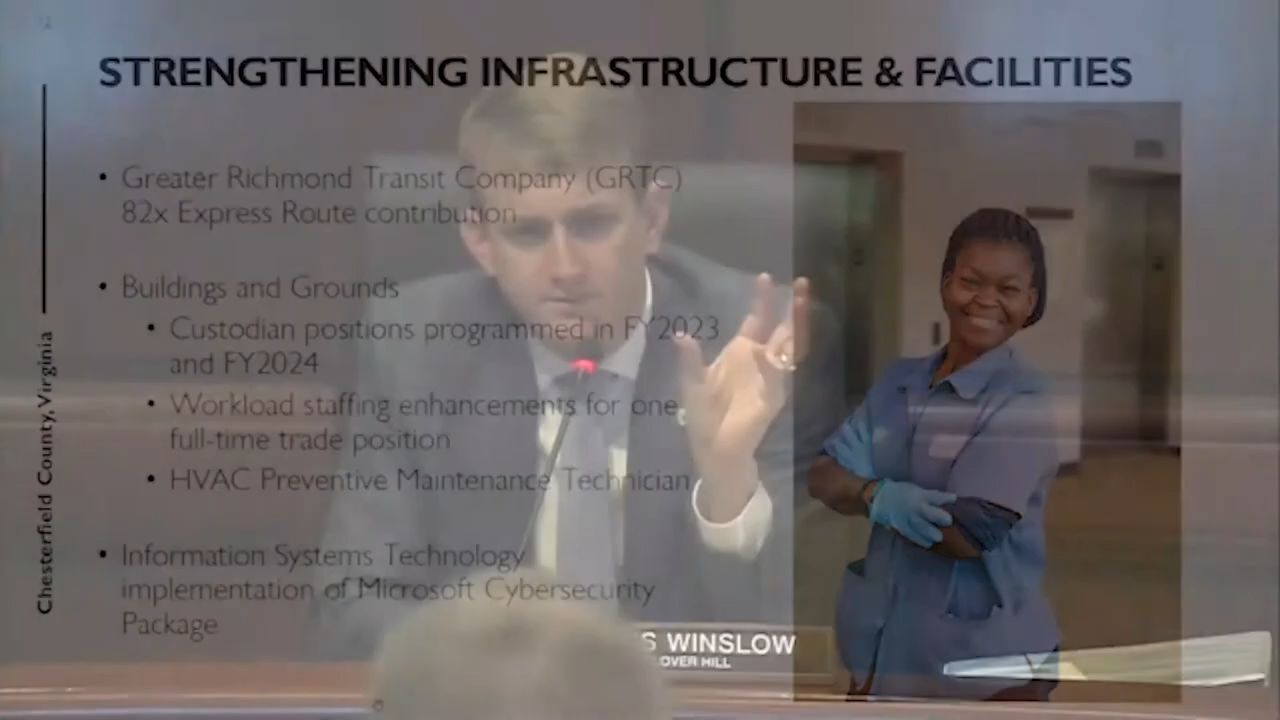 STRENGTHENING INFRASTRUCTURE & FACILITIES
Chesterfield County, Virginia
• Greater Richmond Transit Company (GRTC)
82x Express Route contribution
• Buildings and Grounds
• Custodian positions programmed in FY2023
and FY2024
• Workload staffing enhancements for one
full-time trade position
• HVAC Preventive Maintenance Technician
• Information Systems Technology
implementation of Microsoft Cybersecurity
Package
S WINSLOW
OVER HILL